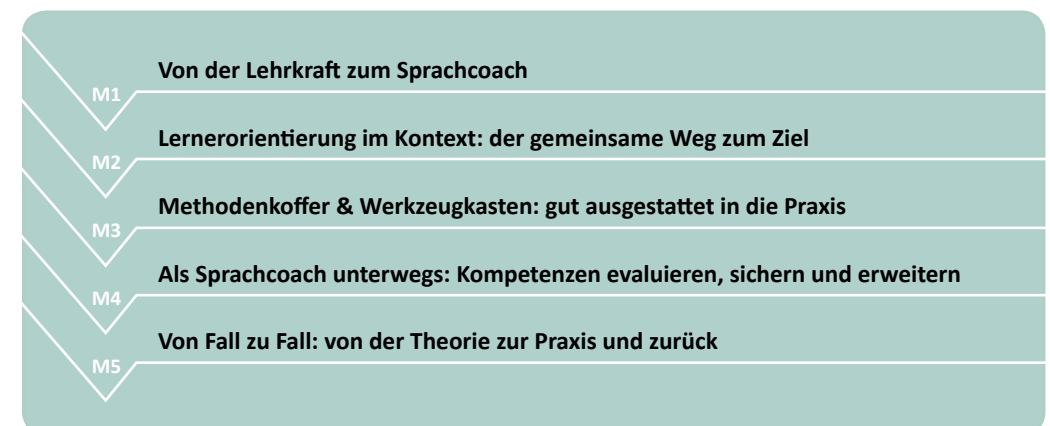 Von der Lehrkraft zum Sprachcoach
M1
Lernerorientierung im Kontext: der gemeinsame Weg zum Ziel
M2
Methodenkoffer & Werkzeugkasten: gut ausgestattet in die Praxis
M3
Als Sprachcoach unterwegs: Kompetenzen evaluieren, sichern und erweitern
M4
Von Fall zu Fall: von der Theorie zur Praxis und zurück
M5